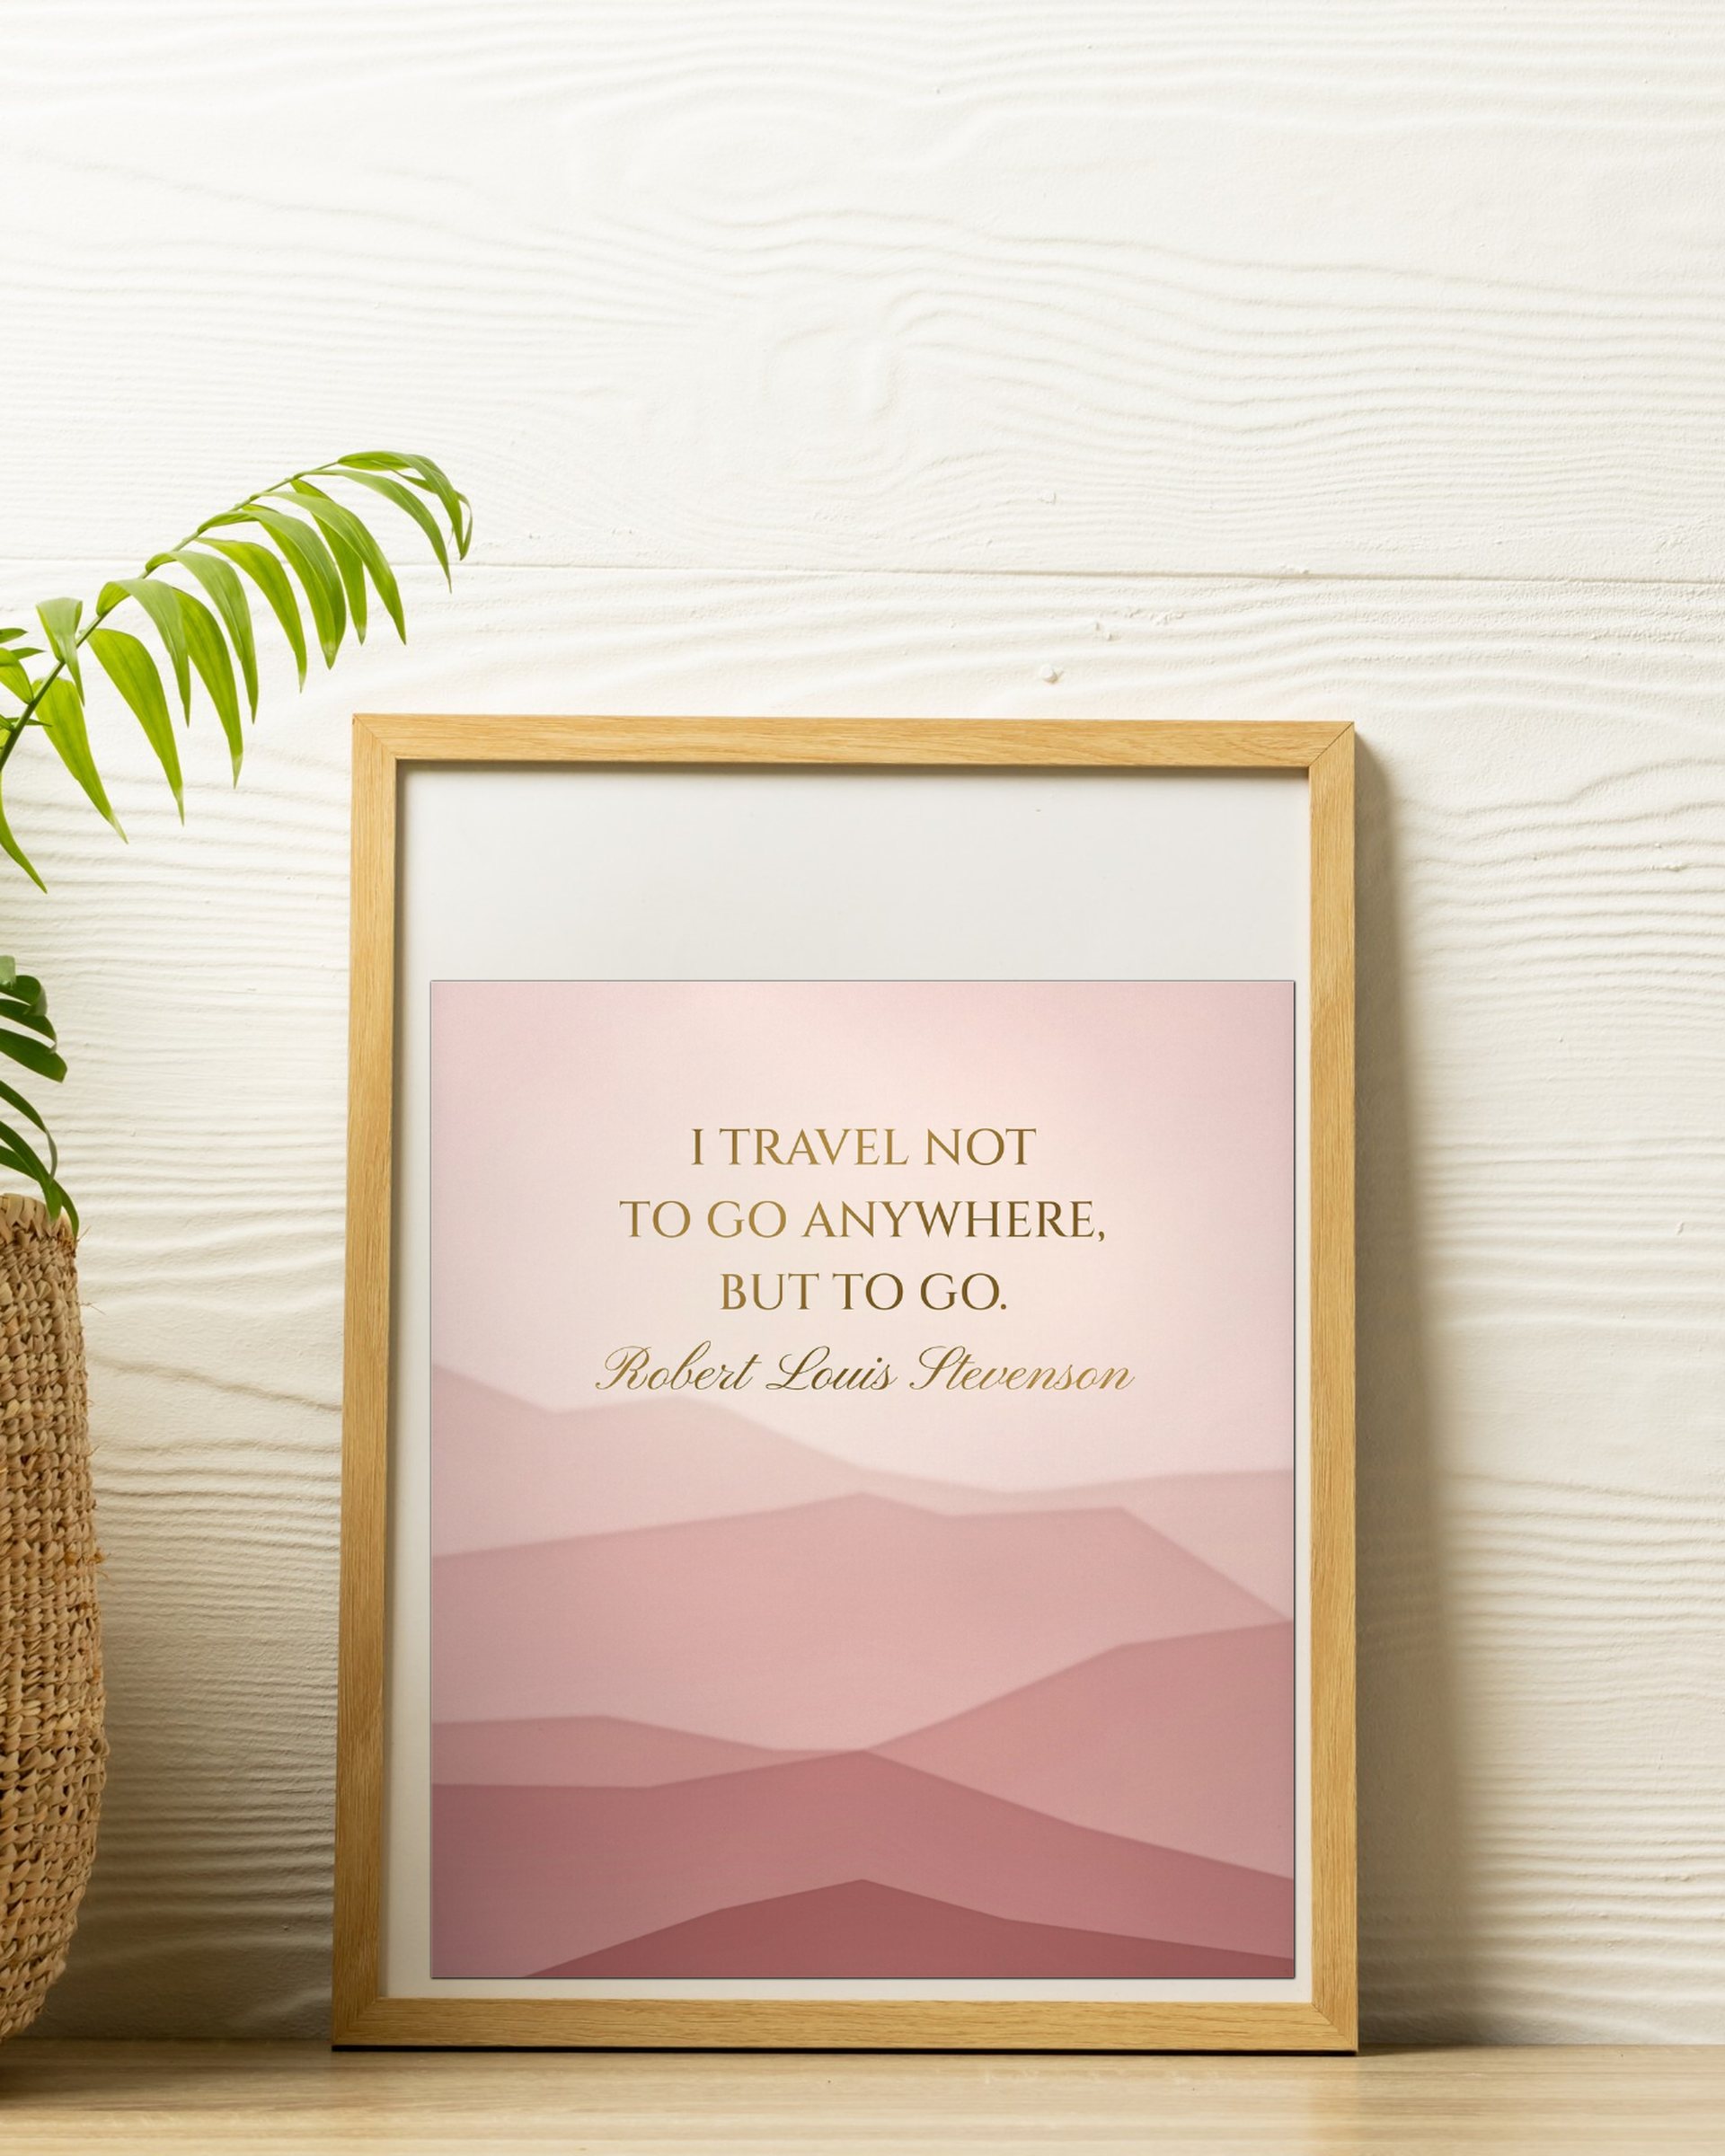 I TRAVEL NOT
TO GO ANYWHERE,
BUT TO GO.
Robert Louis Stevenson